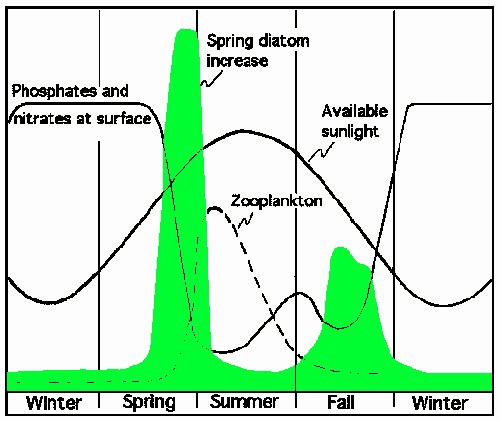 Spring diatom
increase
Phosphates and
nitrates at surface
Available
sunlight
Zooplankton
Winter
Spring
Summer
Fall
Winter